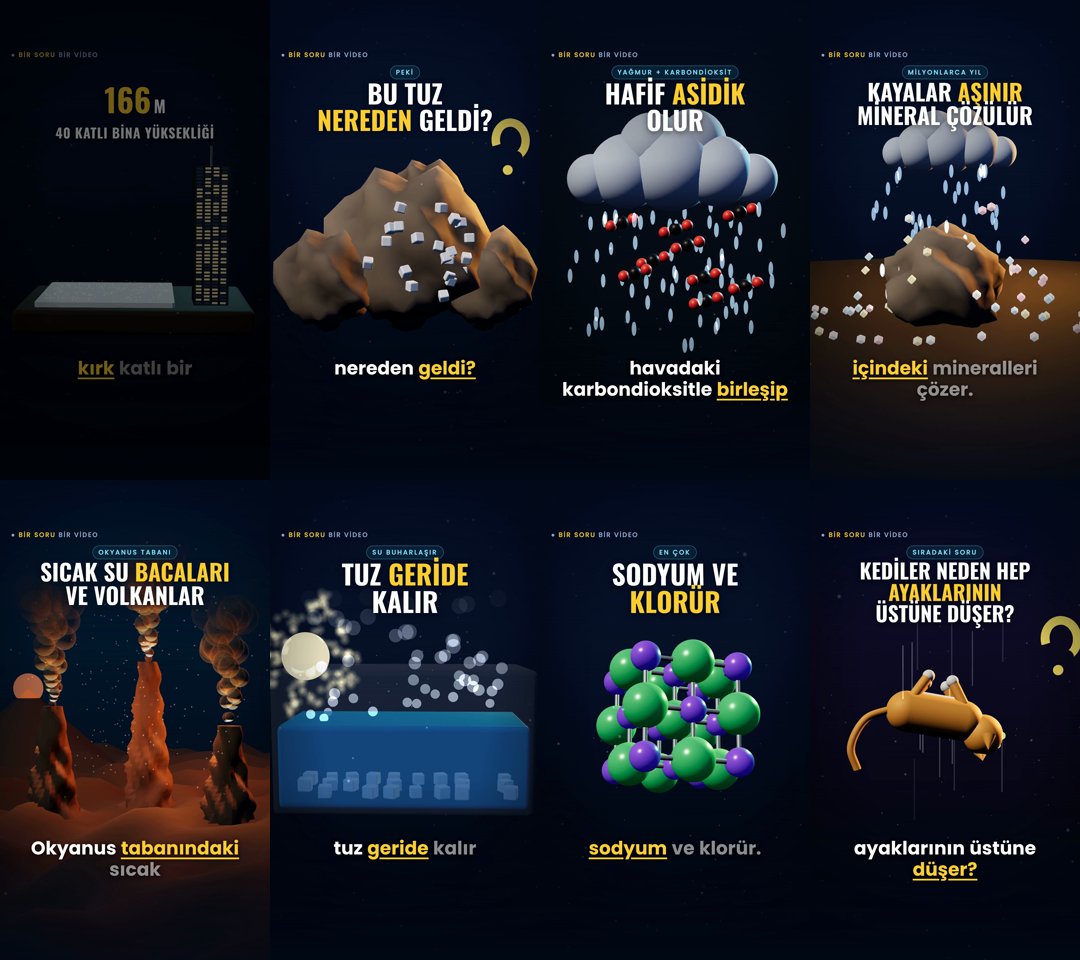 • BİR SORU BİR VİDEO
166 M
40 KATLI BİNA YÜKSEKLİĞİ
kırk katlı bir
• BİR SORU BİR VİDEO
PEKİ
BU TUZ
NEREDEN GELDİ?
nereden geldi?
• BİR SORU BİR VİDEO
YAĞMUR + KARBONDİOKSİT
HAFİF ASİDİK
OLUR
havadaki
karbondioksitle birleşip
• BİR SORU BİR VİDEO
MİLYONLARCA YIL
KAYALAR AŞINIR
MİNERAL ÇÖZÜLÜR
içindeki mineralleri
çözer.
• BİR SORU BİR VİDEO
OKYANUS TABANI
SICAK SU BACALARI
VE VOLKANLAR
Okyanus tabanındaki
sıcak
• BİR SORU BİR VİDEO
SU BUHARLAŞIR
TUZ GERİDE
KALIR
tuz geride kalır
• BİR SORU BİR VİDEO
EN ÇOK
SODYUM VE
KLORÜR
sodyum ve klorür.
• BİR SORU BİR VİDEO
SIRADAKİ SORU
KEDİLER NEDEN HEP
AYAKLARININ
ÜSTÜNE DÜŞER?
ayaklarının üstüne
düşer?